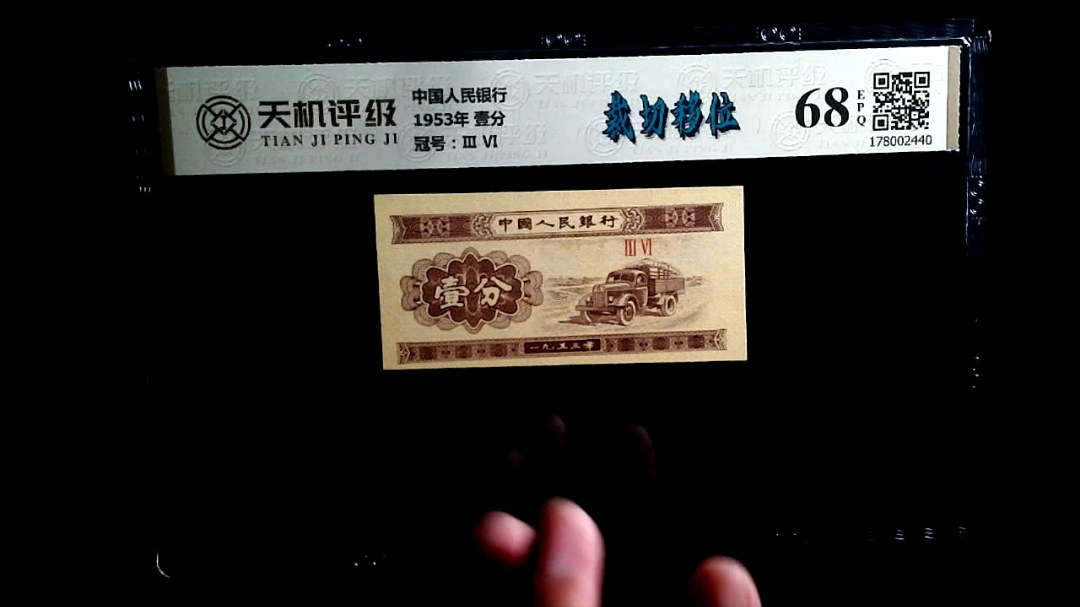 天机评级
TIAN JI PING JI
中国人民银行
1953年 壹分
冠号：Ⅲ Ⅵ
裁切移位
68
EPQ
178002440
中國人民銀行
Ⅲ Ⅵ
壹分
一九五三年